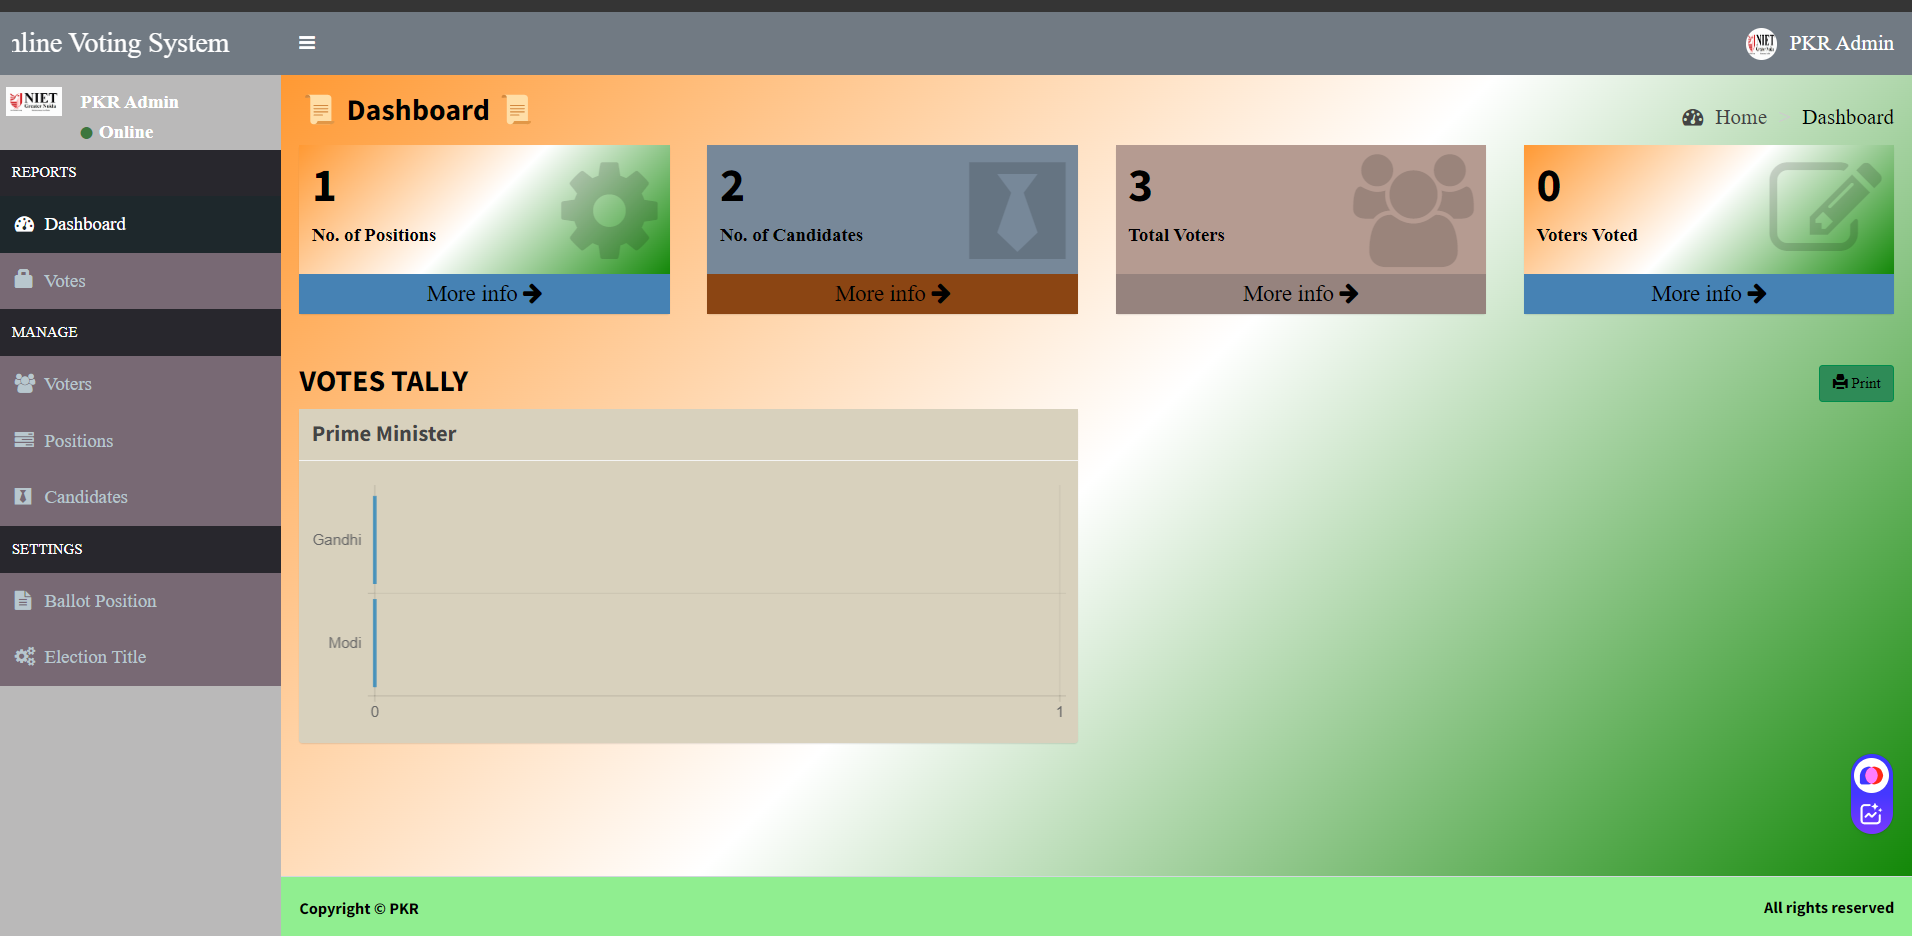 nline Voting System
PKR Admin
NIET
Greater Noida
PKR Admin
Online
REPORTS
Dashboard
Votes
MANAGE
Voters
Positions
Candidates
SETTINGS
Ballot Position
Election Title
Dashboard
Home
Dashboard
1
No. of Positions
More info
2
No. of Candidates
More info
3
Total Voters
More info
0
Voters Voted
More info
VOTES TALLY
Print
Prime Minister
Gandhi
Modi
0 1
Copyright © PKR
All rights reserved